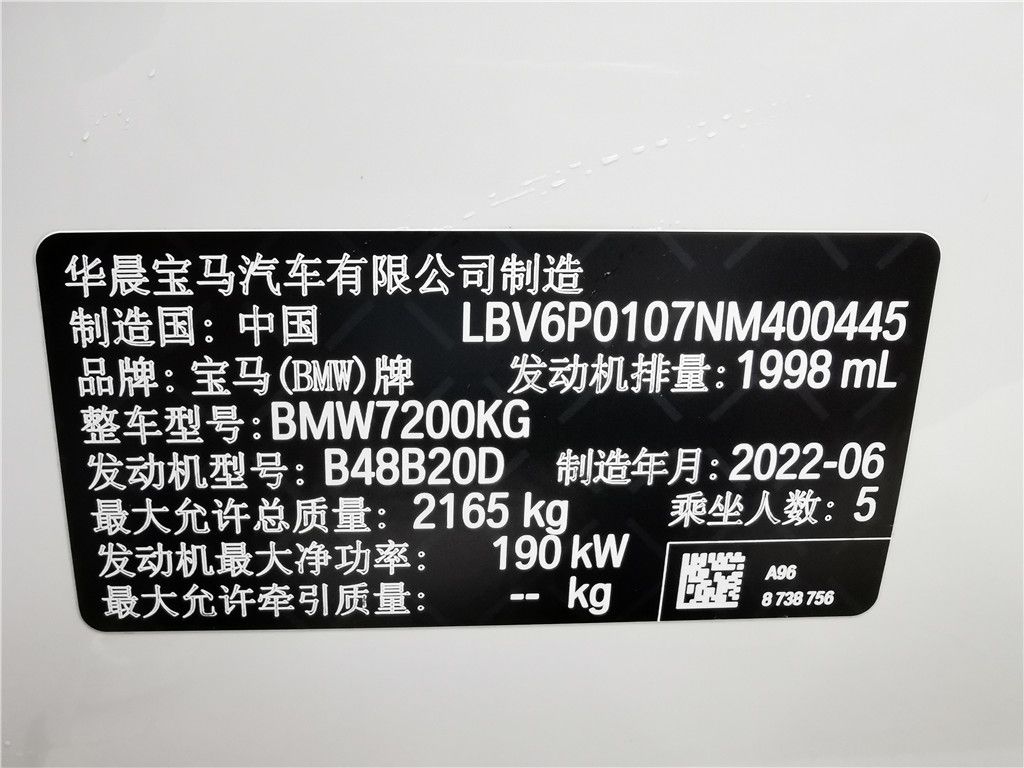 华晨宝马汽车有限公司制造
制造国：中国 LBV6P0107NM400445
品牌：宝马(BMW)牌 发动机排量：1998 mL
整车型号：BMW7200KG
发动机型号：B48B20D 制造年月：2022-06
最大允许总质量：2165 kg 乘坐人数：5
发动机最大净功率： 190 kW
最大允许牵引质量： -- kg
A96
8 738 756